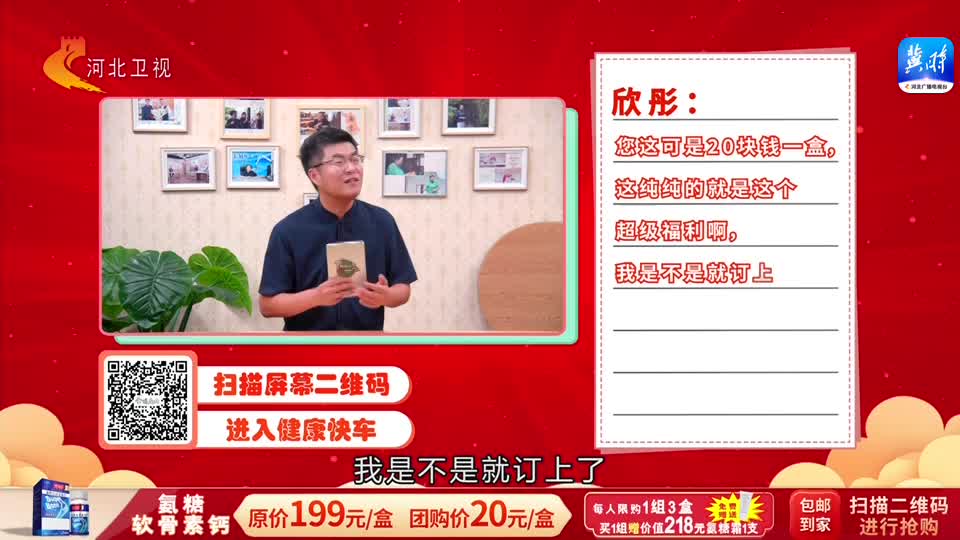 河北卫视
冀时
河北广播电视台
欣彤：
您这可是20块钱一盒，
这纯纯的就是这个
超级福利啊，
我是不是就订上
扫描屏幕二维码
进入健康快车
我是不是就订上了
氨糖
软骨素钙
原价199元/盒 团购价20元/盒
每人限购1组3盒
免费赠送
买1组赠价值218元氨糖霜1支
包邮
到家
扫描二维码
进行抢购